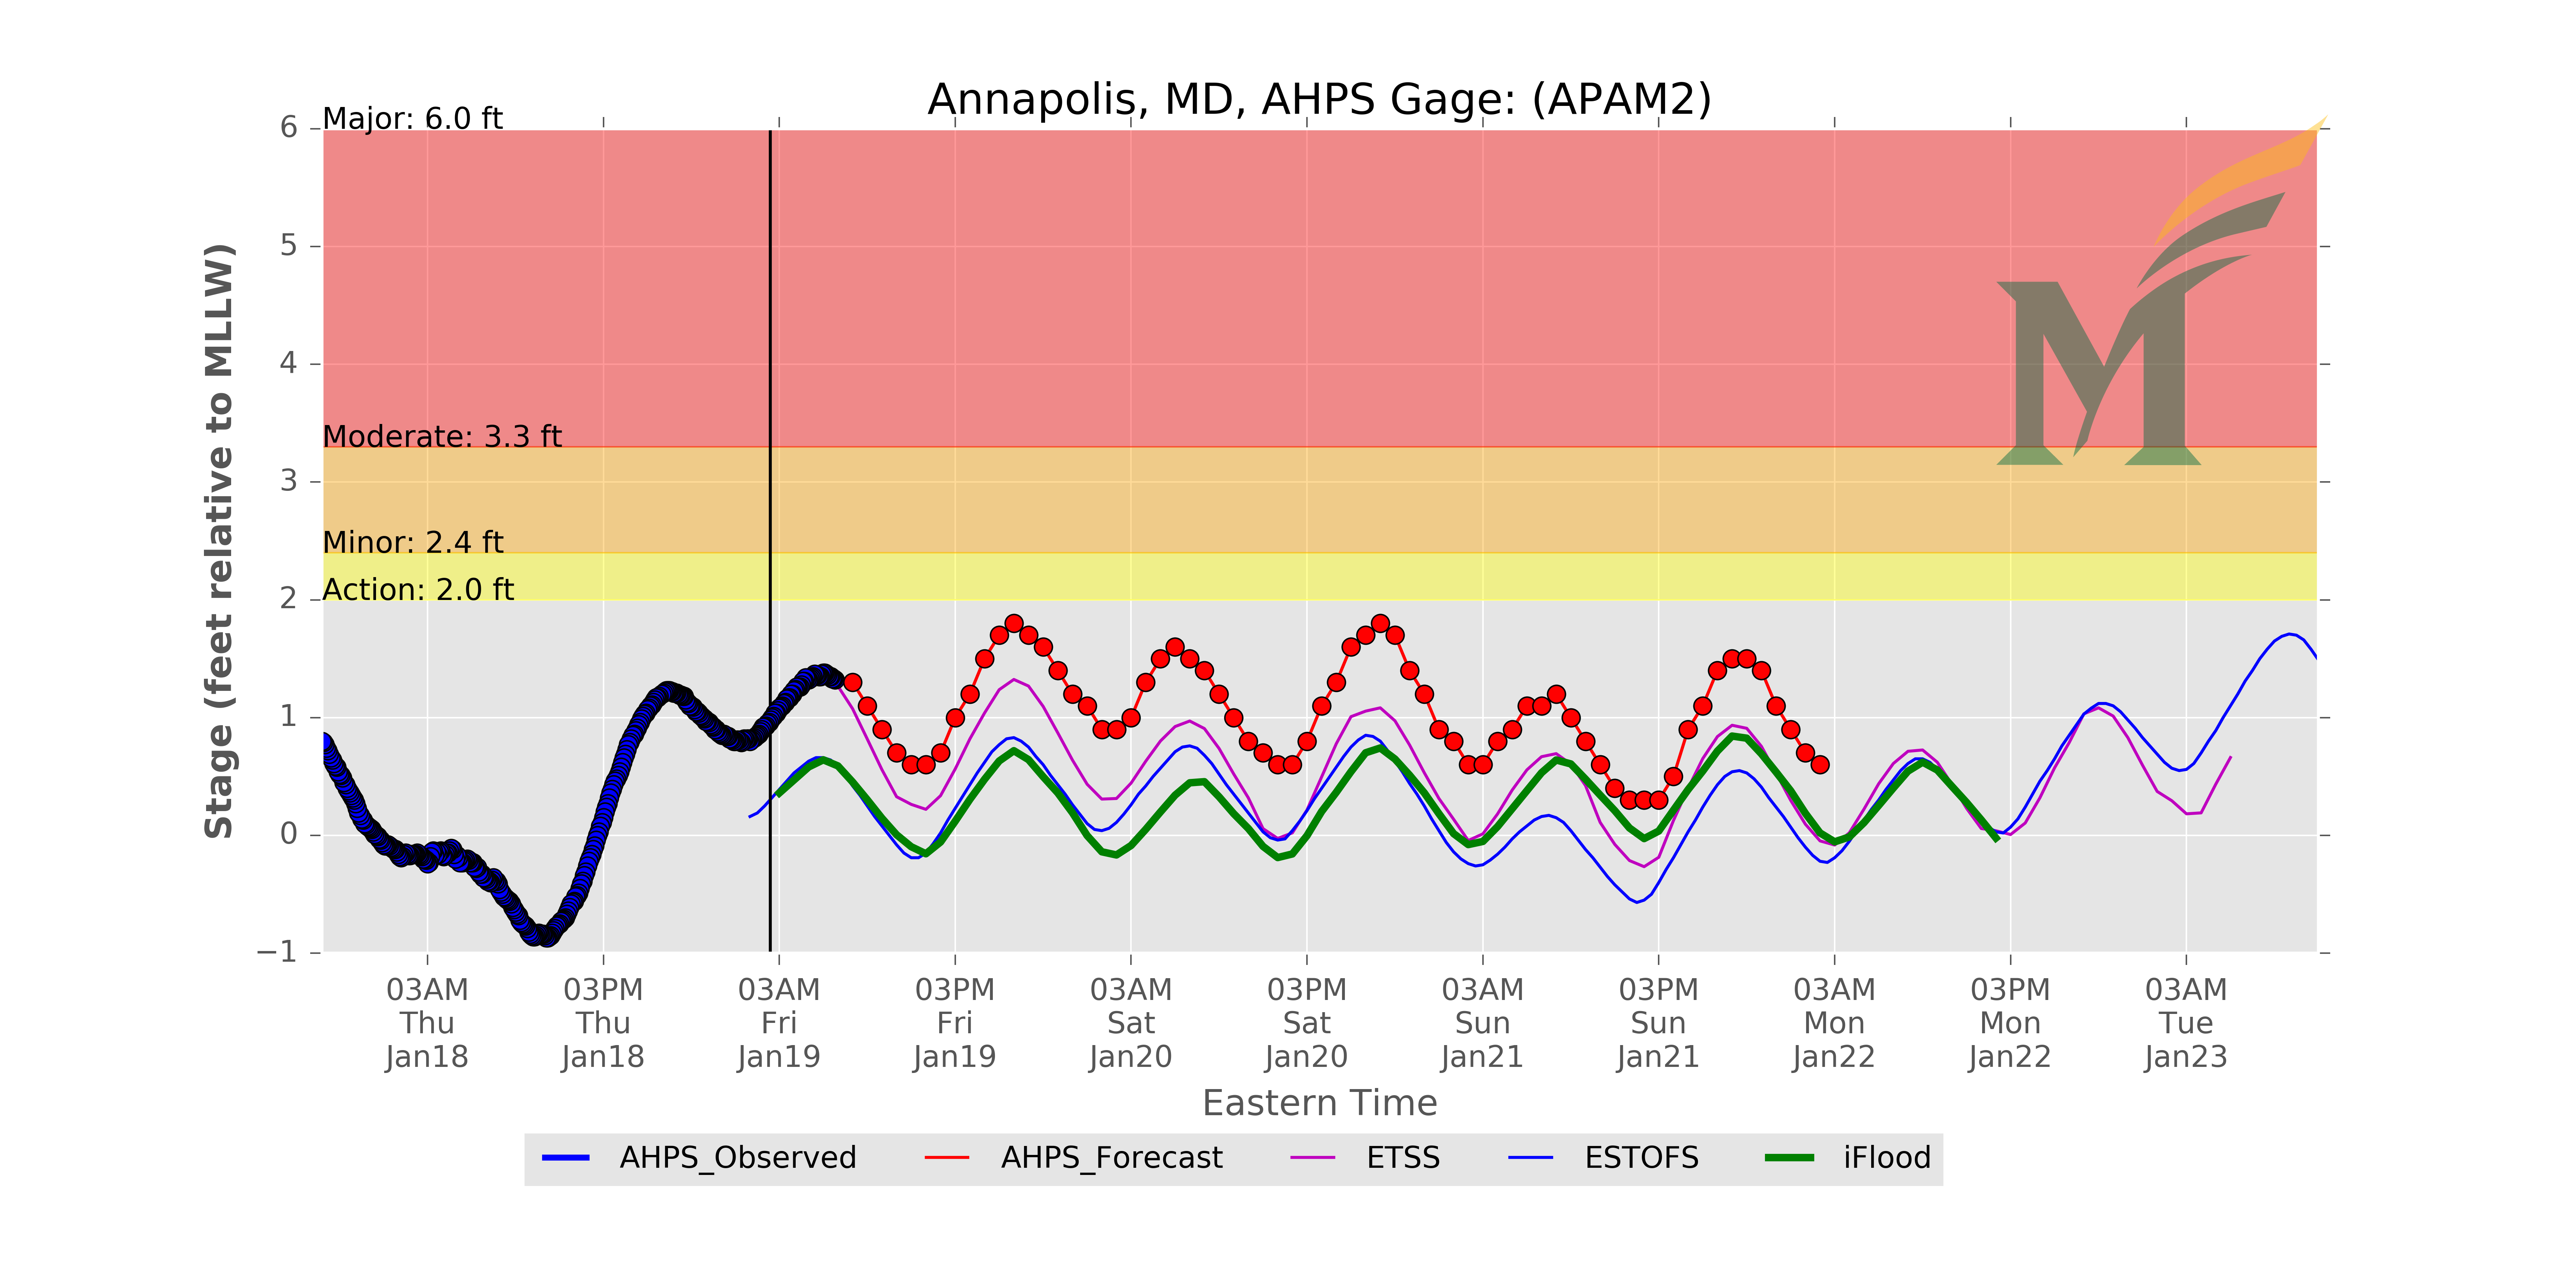 Annapolis, MD, AHPS Gage: (APAM2)
Major: 6.0 ft
Moderate: 3.3 ft
Minor: 2.4 ft
Action: 2.0 ft
Stage (feet relative to MLLW)
6
5
4
3
2
1
0
−1
03AM 03PM 03AM 03PM 03AM 03PM 03AM 03PM 03AM 03PM 03AM
Thu Thu Fri Fri Sat Sat Sun Sun Mon Mon Tue
Jan18 Jan18 Jan19 Jan19 Jan20 Jan20 Jan21 Jan21 Jan22 Jan22 Jan23
Eastern Time
AHPS_Observed AHPS_Forecast ETSS ESTOFS iFlood
M